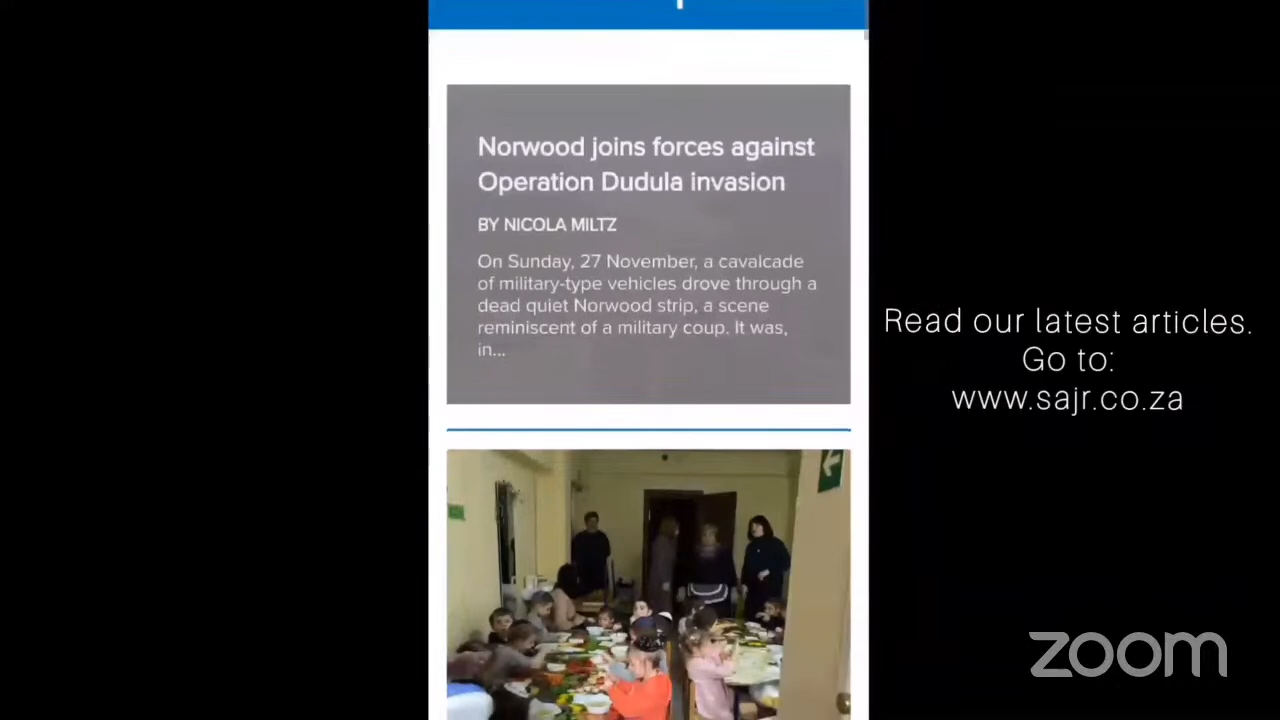 Norwood joins forces against
Operation Dudula invasion
BY NICOLA MILTZ
On Sunday, 27 November, a cavalcade
of military-type vehicles drove through a
dead quiet Norwood strip, a scene
reminiscent of a military coup. It was,
in...
Read our latest articles.
Go to:
www.sajr.co.za
zoom